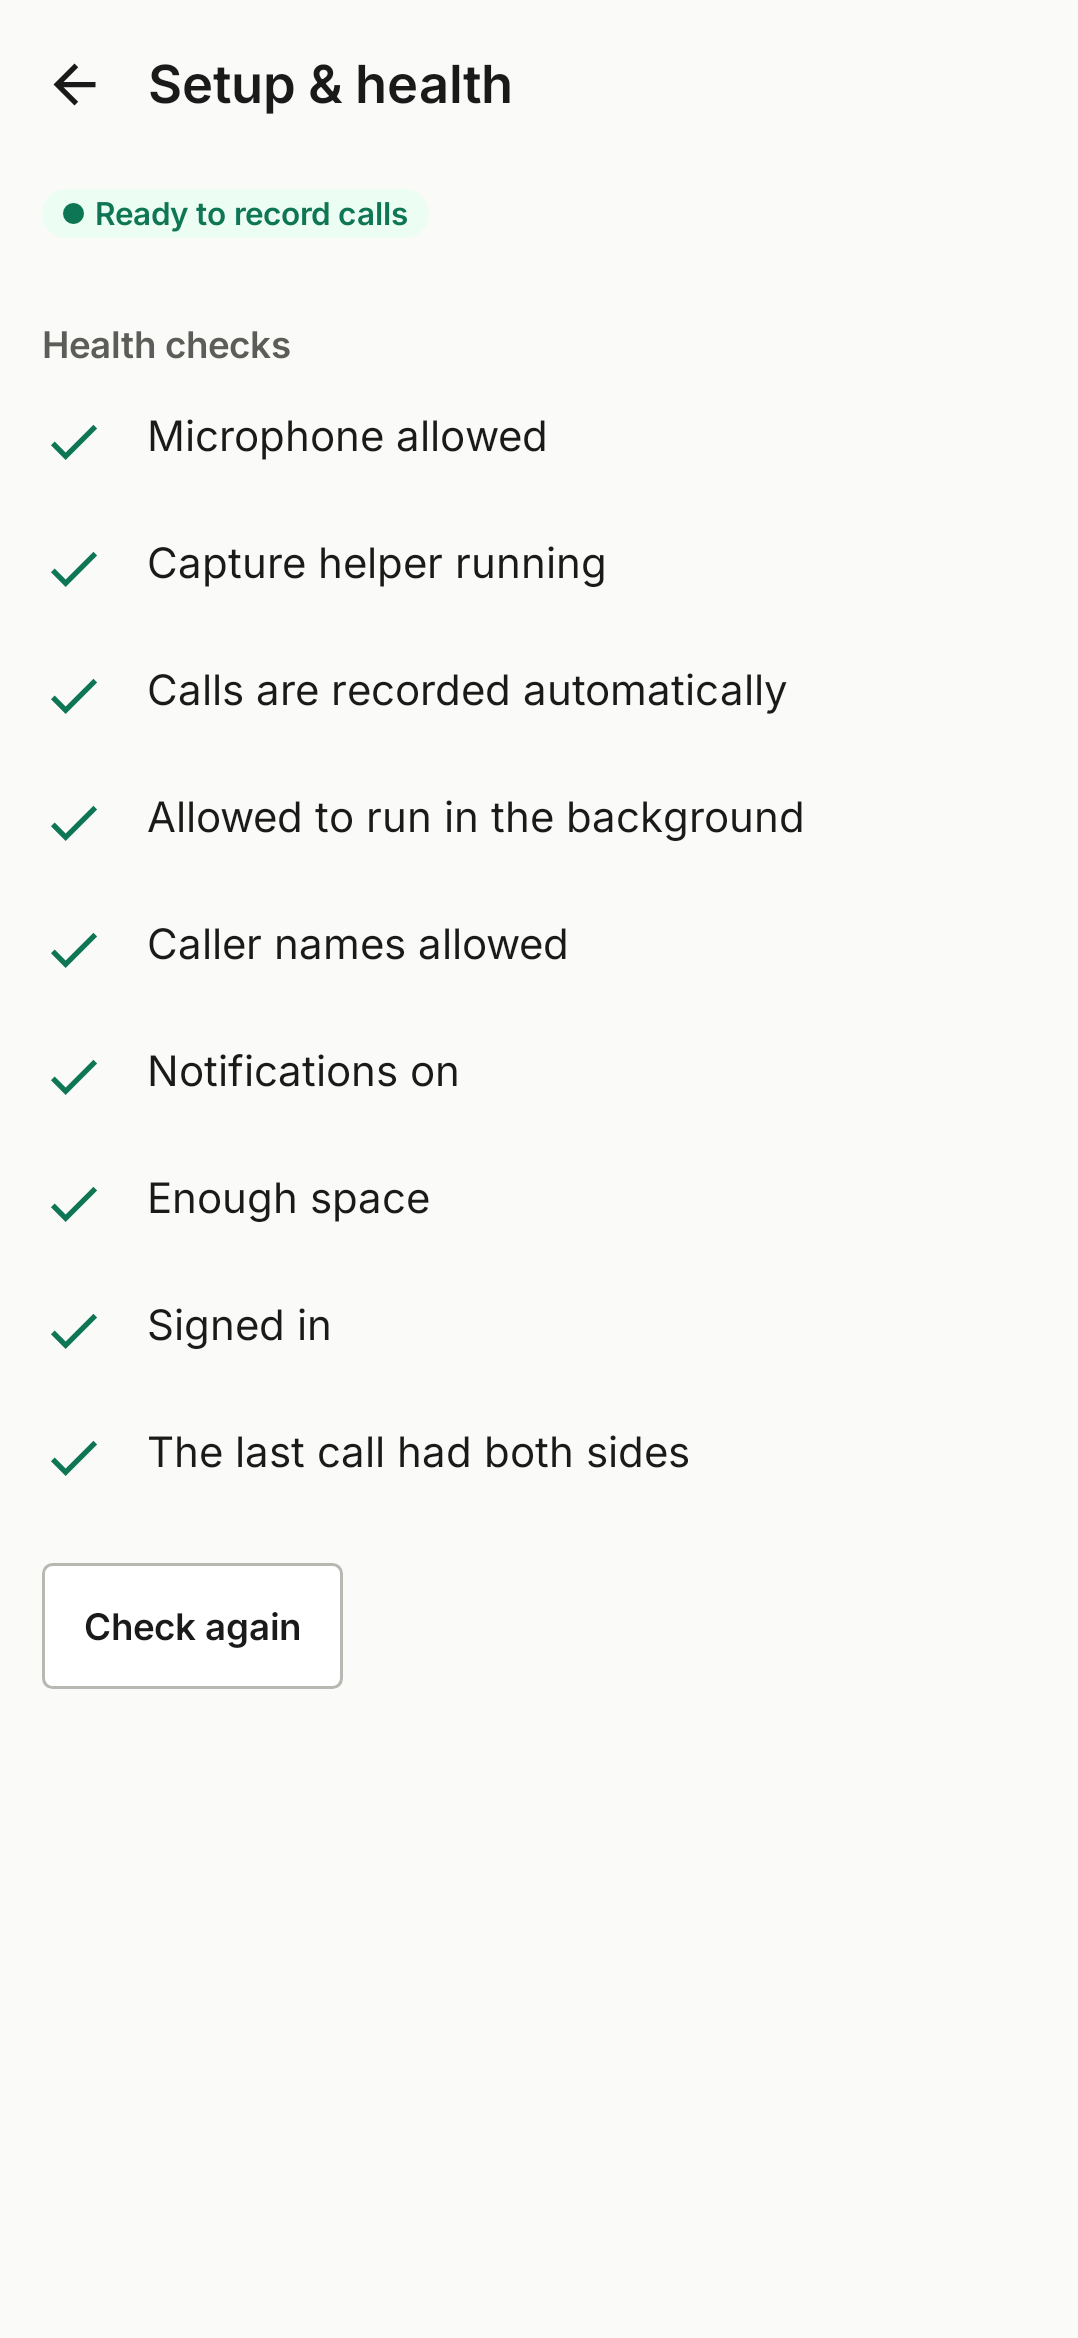 Setup & health
Ready to record calls
Health checks
Microphone allowed
Capture helper running
Calls are recorded automatically
Allowed to run in the background
Caller names allowed
Notifications on
Enough space
Signed in
The last call had both sides
Check again